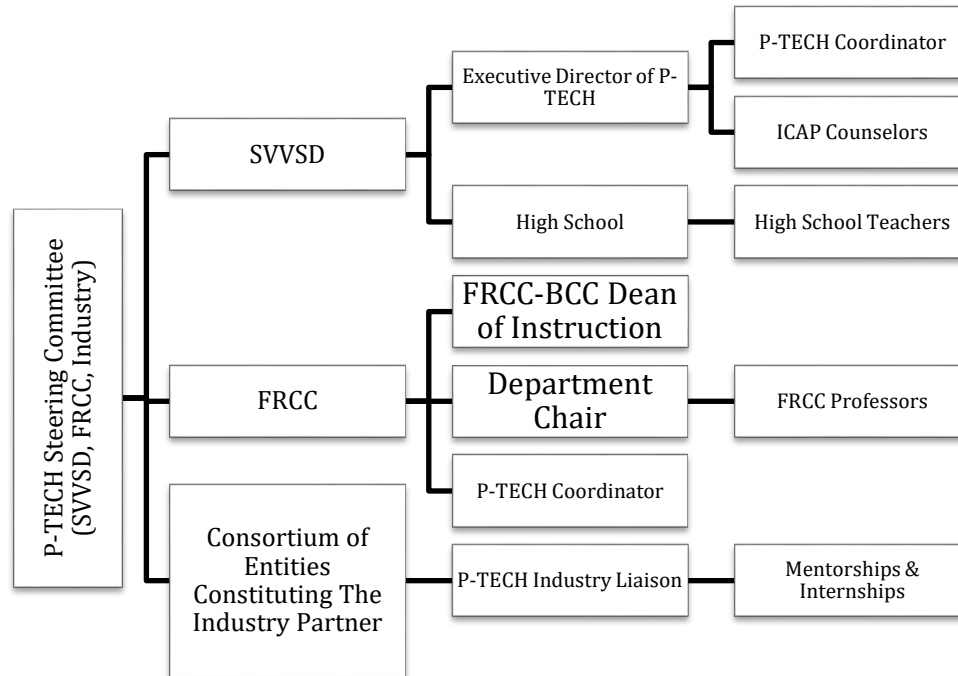 P-TECH Steering Committee
(SVVSD, FRCC, Industry)
SVVSD
Executive Director of P-
TECH
P-TECH Coordinator
ICAP Counselors
High School
High School Teachers
FRCC
FRCC-BCC Dean
of Instruction
Department
Chair
FRCC Professors
P-TECH Coordinator
Consortium of
Entities
Constituting The
Industry Partner
P-TECH Industry Liaison
Mentorships &
Internships